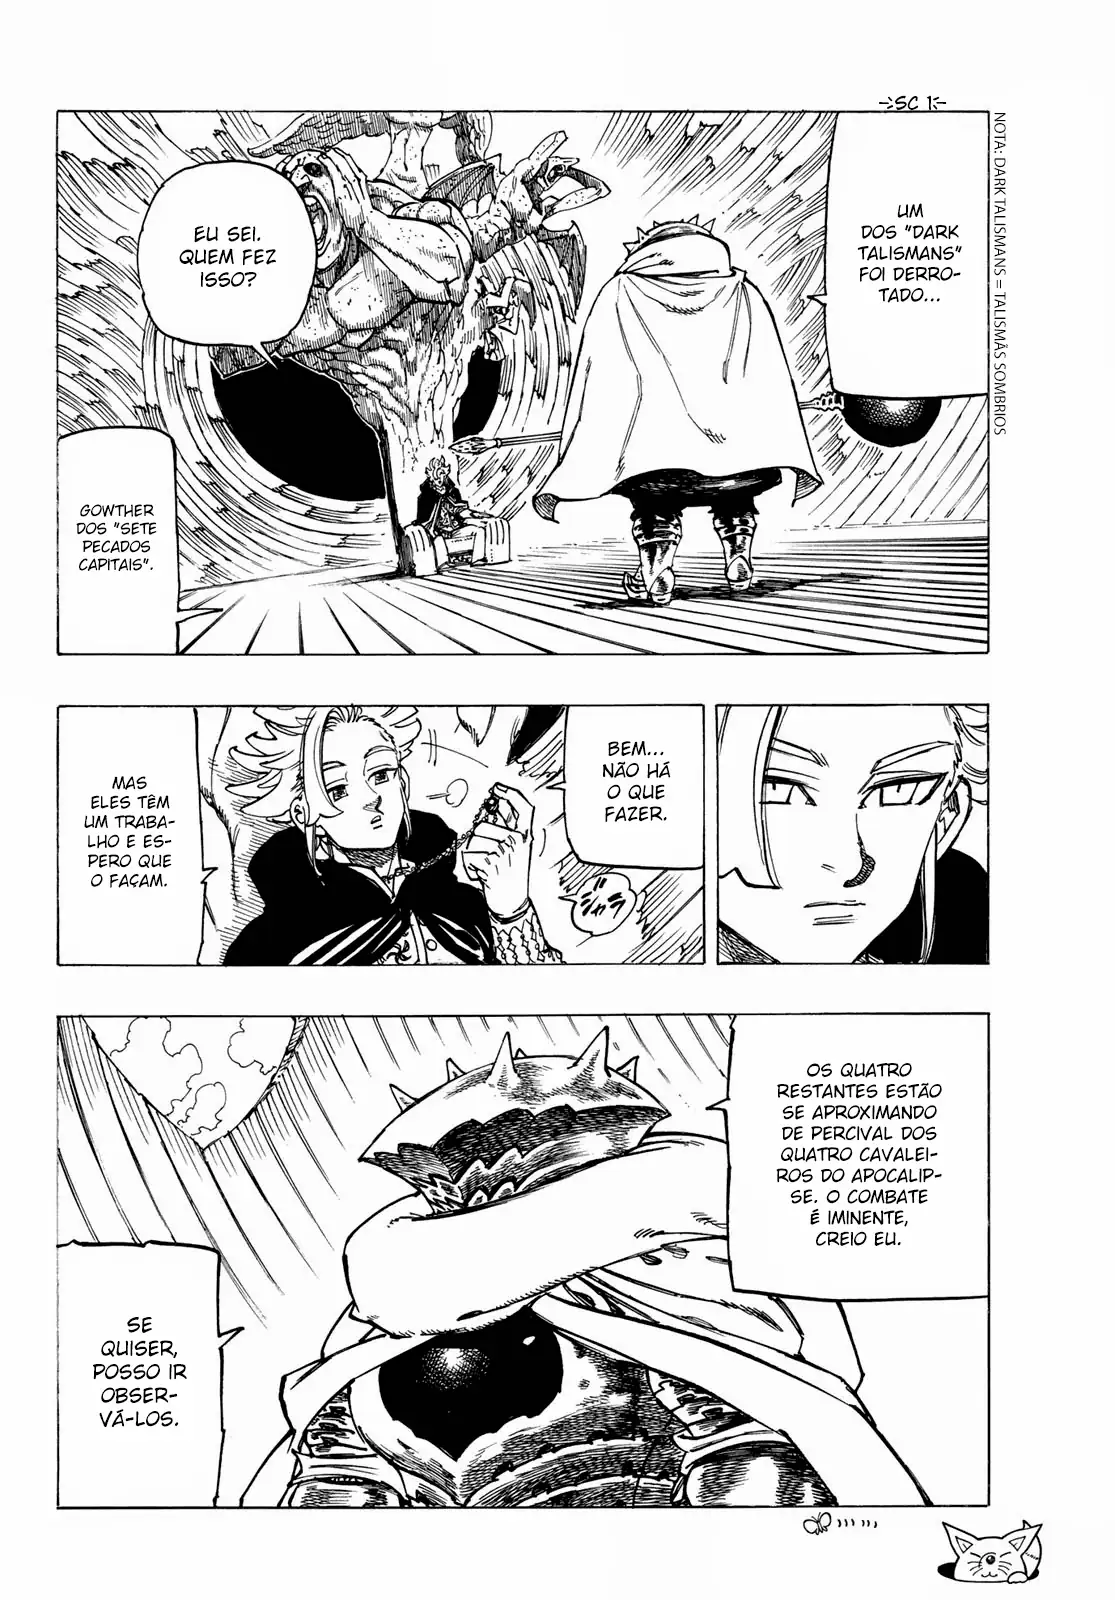 SC 1
NOTA: DARK TALISMANS = TALISMÃS SOMBRIOS
UM
DOS "DARK
TALISMANS"
FOI DERRO-
TADO...
EU SEI.
QUEM FEZ
ISSO?
GOWTHER
DOS "SETE
PECADOS
CAPITAIS".
BEM...
NÃO HÁ
O QUE
FAZER.
ジャラ
MAS
ELES TÊM
UM TRABA-
LHO E ES-
PERO QUE
O FAÇAM.
OS QUATRO
RESTANTES ESTÃO
SE APROXIMANDO
DE PERCIVAL DOS
QUATRO CAVALEI-
ROS DO APOCALIP-
SE. O COMBATE
É IMINENTE,
CREIO EU.
SE
QUISER,
POSSO IR
OBSER-
VÁ-LOS.